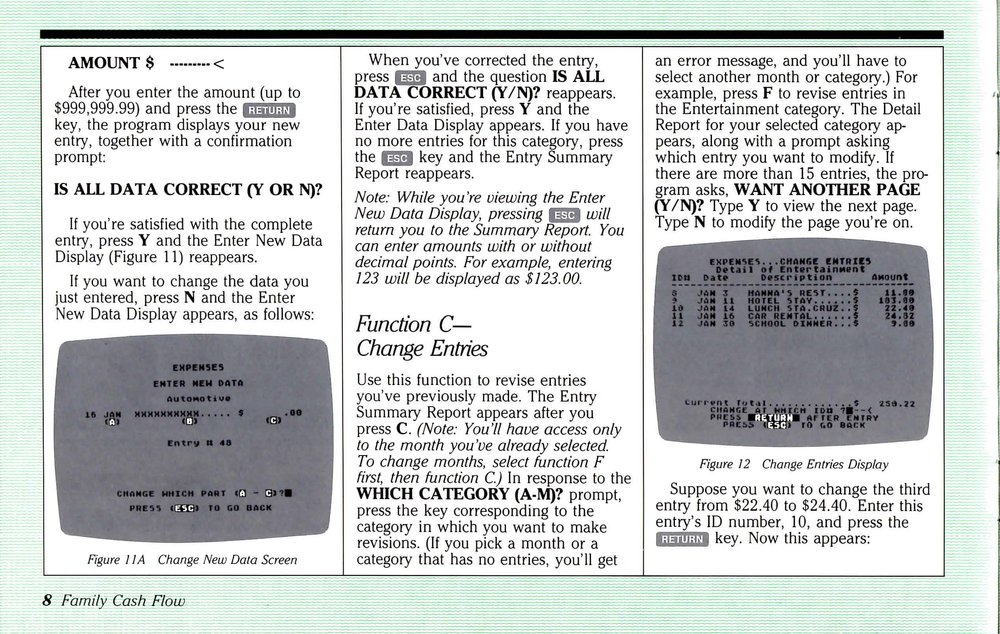 AMOUNT $ ---------<
After you enter the amount (up to
$999,999.99) and press the RETURN
key, the program displays your new
entry, together with a confirmation
prompt:
IS ALL DATA CORRECT (Y OR N)?
If you're satisfied with the complete
entry, press Y and the Enter New Data
Display (Figure 11) reappears.
If you want to change the data you
just entered, press N and the Enter
New Data Display appears, as follows:
EXPENSES
ENTER NEW DATA
Automotive
16 JAN XXXXXXXXXX..... $ .00
(A) (B) (C)
Entry # 48
CHANGE WHICH PART (A - C)?
PRESS (ESC) TO GO BACK
Figure 11A Change New Data Screen
When you've corrected the entry,
press ESC and the question IS ALL
DATA CORRECT (Y/N)? reappears.
If you're satisfied, press Y and the
Enter Data Display appears. If you have
no more entries for this category, press
the ESC key and the Entry Summary
Report reappears.
Note: While you're viewing the Enter
New Data Display, pressing ESC will
return you to the Summary Report. You
can enter amounts with or without
decimal points. For example, entering
123 will be displayed as $123.00.
Function C—
Change Entries
Use this function to revise entries
you've previously made. The Entry
Summary Report appears after you
press C. (Note: You'll have access only
to the month you've already selected.
To change months, select function F
first, then function C.) In response to the
WHICH CATEGORY (A-M)? prompt,
press the key corresponding to the
category in which you want to make
revisions. (If you pick a month or a
category that has no entries, you'll get
an error message, and you'll have to
select another month or category.) For
example, press F to revise entries in
the Entertainment category. The Detail
Report for your selected category ap-
pears, along with a prompt asking
which entry you want to modify. If
there are more than 15 entries, the pro-
gram asks, WANT ANOTHER PAGE
(Y/N)? Type Y to view the next page.
Type N to modify the page you're on.
EXPENSES...CHANGE ENTRIES
Detail of Entertainment
ID# Date Description Amount
8 JAN 3 HANNA'S REST....$ 11.00
9 JAN 11 HOTEL STAY......$ 183.00
10 JAN 14 LUNCH STA.CRUZ..$ 22.40
11 JAN 16 CAR RENTAL......$ 24.82
12 JAN 30 SCHOOL DINNER...$ 9.00
Current Total..............$ 250.22
CHANGE AT WHICH ID# ?--<
PRESS RETURN AFTER ENTRY
PRESS (ESC) TO GO BACK
Figure 12 Change Entries Display
Suppose you want to change the third
entry from $22.40 to $24.40. Enter this
entry's ID number, 10, and press the
RETURN key. Now this appears:
8 Family Cash Flow